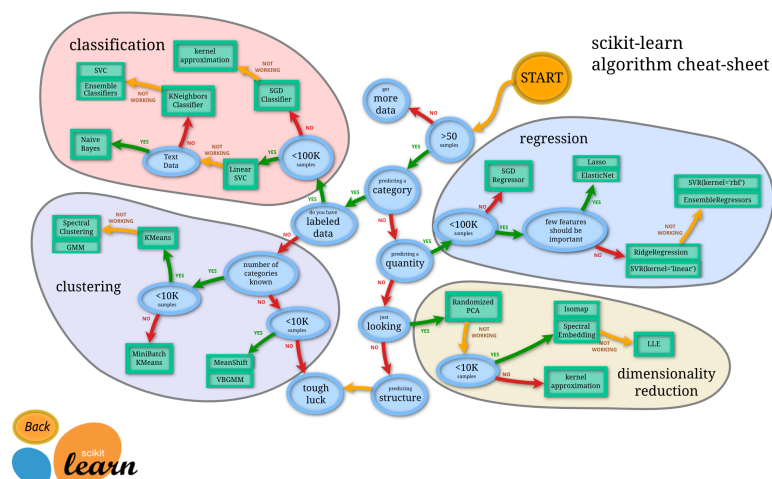 scikit-learn
algorithm cheat-sheet
START
classification
kernel
approximation
SVC
Ensemble
Classifiers
NOT
WORKING
KNeighbors
Classifier
NOT
WORKING
SGD
Classifier
NO
NO
Naive
Bayes
YES
Text
Data
NOT
WORKING
Linear
SVC
YES
<100K
samples
YES
get
more
data
NO
>50
samples
YES
predicting a
category
YES
NO
do you have
labeled
data
NO
predicting a
quantity
YES
NO
just
looking
YES
NO
predicting
structure
tough
luck
regression
SGD
Regressor
NO
<100K
samples
YES
few features
should be
important
YES
Lasso
ElasticNet
NO
RidgeRegression
SVR(kernel='linear')
NOT
WORKING
SVR(kernel='rbf')
EnsembleRegressors
clustering
Spectral
Clustering
GMM
NOT
WORKING
KMeans
YES
<10K
samples
YES
number of
categories
known
NO
NO
MiniBatch
KMeans
<10K
samples
YES
NO
MeanShift
VBGMM
dimensionality
reduction
Randomized
PCA
NOT
WORKING
<10K
samples
YES
NO
Isomap
Spectral
Embedding
NOT
WORKING
LLE
kernel
approximation
Back
scikit
learn